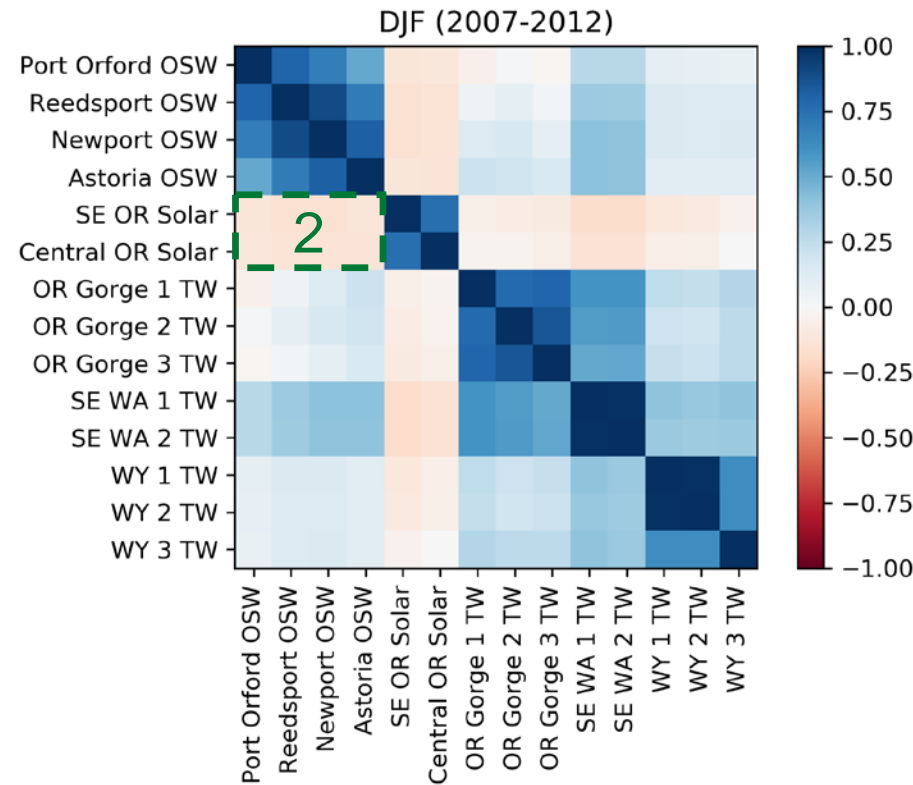 DJF (2007-2012)
Port Orford OSW
Reedsport OSW
Newport OSW
Astoria OSW
SE OR Solar
Central OR Solar
OR Gorge 1 TW
OR Gorge 2 TW
OR Gorge 3 TW
SE WA 1 TW
SE WA 2 TW
WY 1 TW
WY 2 TW
WY 3 TW
2
Port Orford OSW
Reedsport OSW
Newport OSW
Astoria OSW
SE OR Solar
Central OR Solar
OR Gorge 1 TW
OR Gorge 2 TW
OR Gorge 3 TW
SE WA 1 TW
SE WA 2 TW
WY 1 TW
WY 2 TW
WY 3 TW
1.00
0.75
0.50
0.25
0.00
−0.25
−0.50
−0.75
−1.00